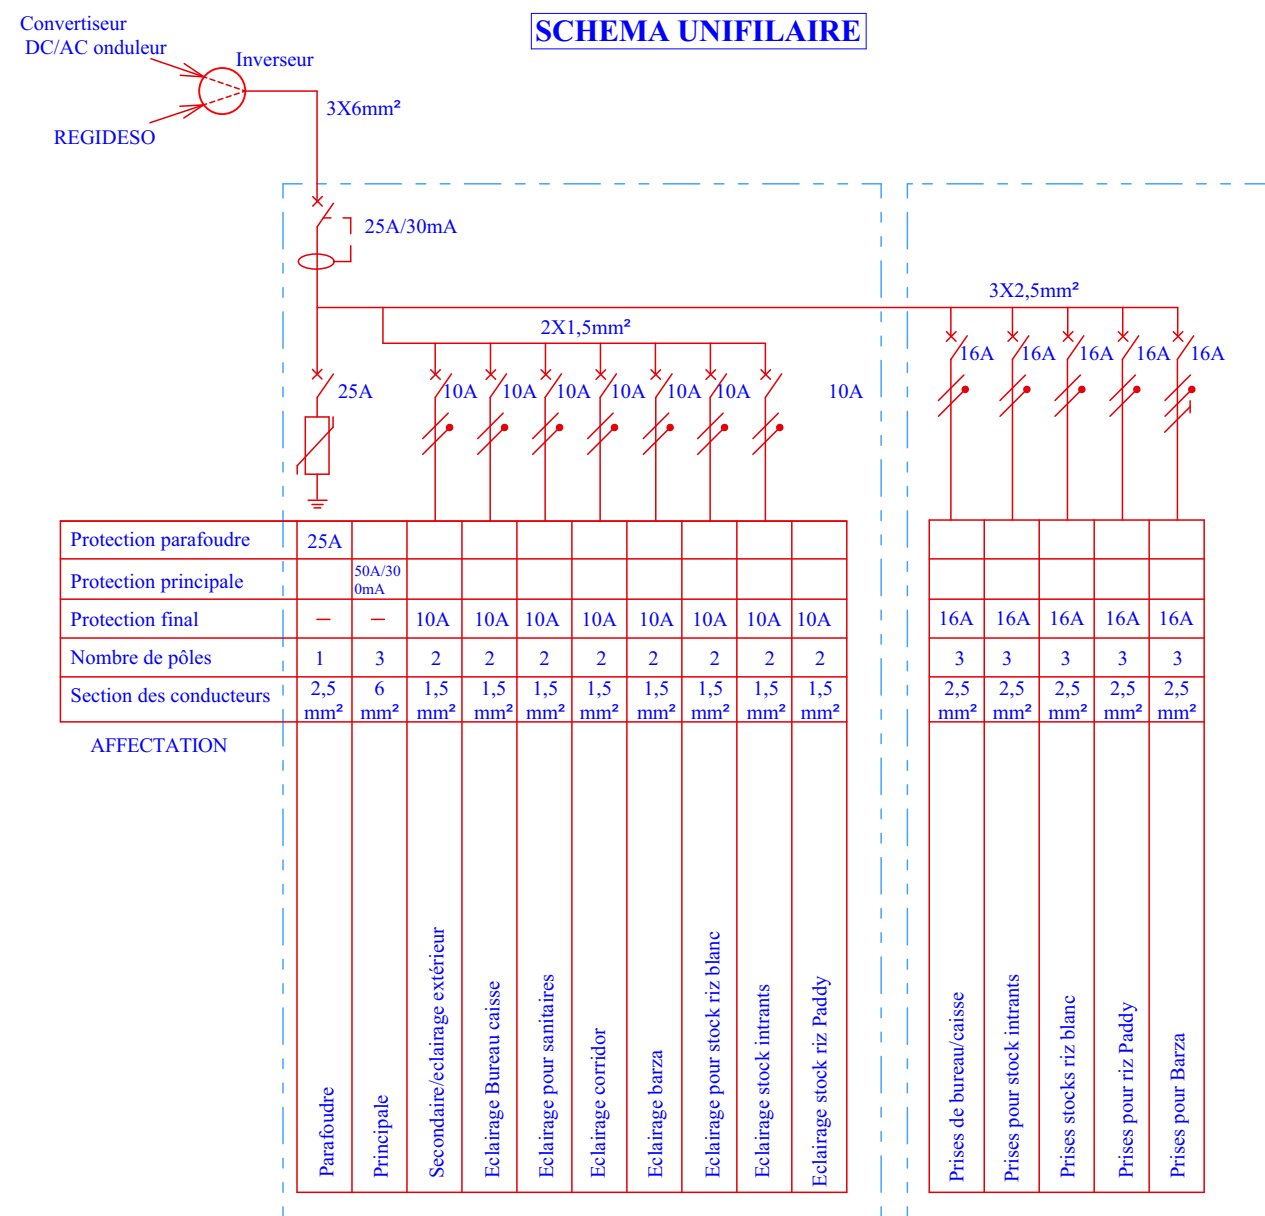 SCHEMA UNIFILAIRE
Convertiseur
DC/AC onduleur
Inverseur
REGIDESO
3X6mm²
25A/30mA
3X2,5mm²
2X1,5mm²
25A
10A 10A 10A 10A 10A 10A 10A
16A 16A 16A 16A 16A
Protection parafoudre 25A
Protection principale 50A/30
0mA
Protection final — — 10A 10A 10A 10A 10A 10A 10A 10A 16A 16A 16A 16A 16A
Nombre de pôles 1 3 2 2 2 2 2 2 2 2 3 3 3 3 3
Section des conducteurs 2,5 6 1,5 1,5 1,5 1,5 1,5 1,5 1,5 1,5 2,5 2,5 2,5 2,5 2,5
mm² mm² mm² mm² mm² mm² mm² mm² mm² mm² mm² mm² mm² mm² mm²
AFFECTATION
Parafoudre
Principale
Secondaire/eclairage extérieur
Eclairage Bureau caisse
Eclairage pour sanitaires
Eclairage corridor
Eclairage barza
Eclairage pour stock riz blanc
Eclairage stock intrants
Eclairage stock riz Paddy
Prises de bureau/caisse
Prises pour stock intrants
Prises stocks riz blanc
Prises pour riz Paddy
Prises pour Barza